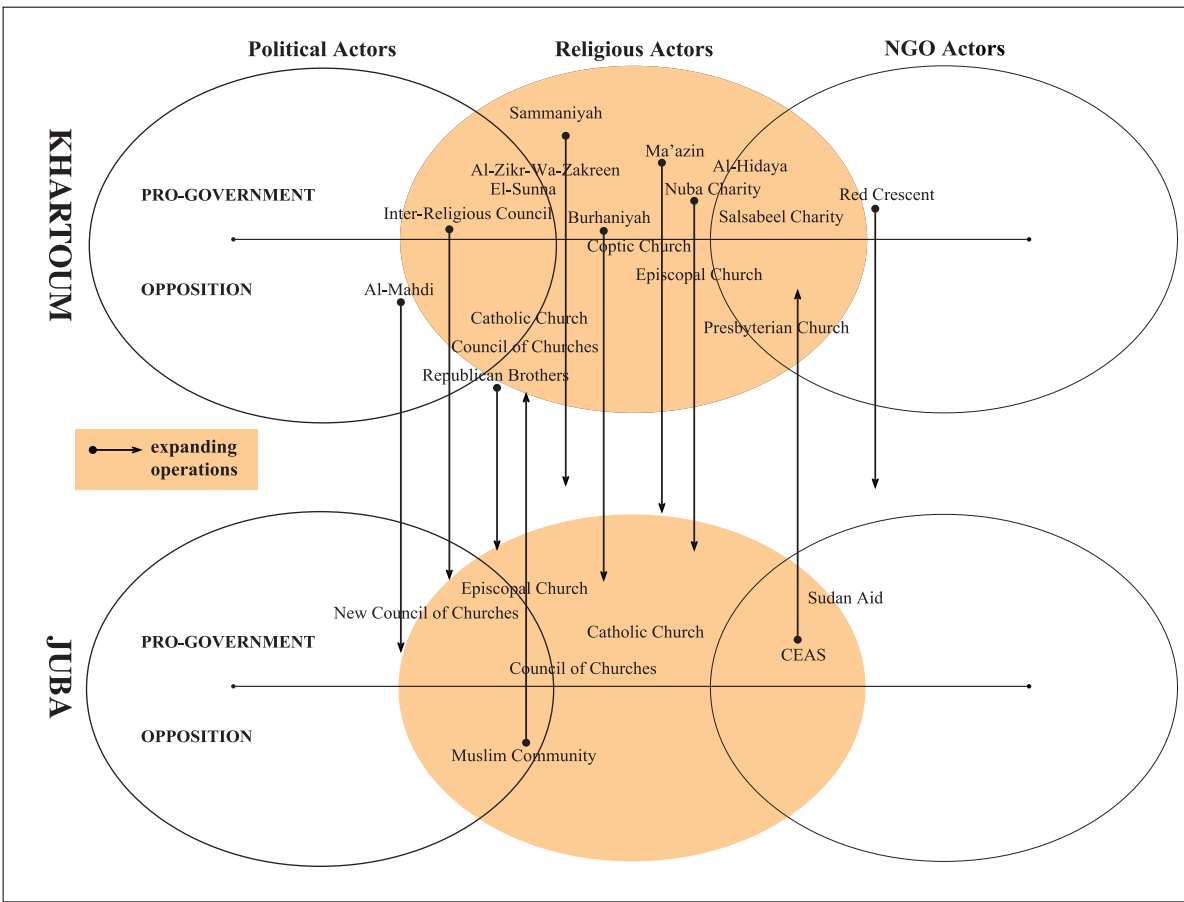 Political Actors
Religious Actors
NGO Actors
KHARTOUM
Sammaniyah
Ma’azin
Al-Zikr-Wa-Zakreen
Al-Hidaya
El-Sunna
Nuba Charity
PRO-GOVERNMENT
Red Crescent
Inter-Religious Council
Burhaniyah
Salsabeel Charity
Coptic Church
Episcopal Church
OPPOSITION
Al-Mahdi
Catholic Church
Presbyterian Church
Council of Churches
Republican Brothers
expanding
operations
JUBA
Episcopal Church
Sudan Aid
New Council of Churches
Catholic Church
PRO-GOVERNMENT
CEAS
Council of Churches
OPPOSITION
Muslim Community